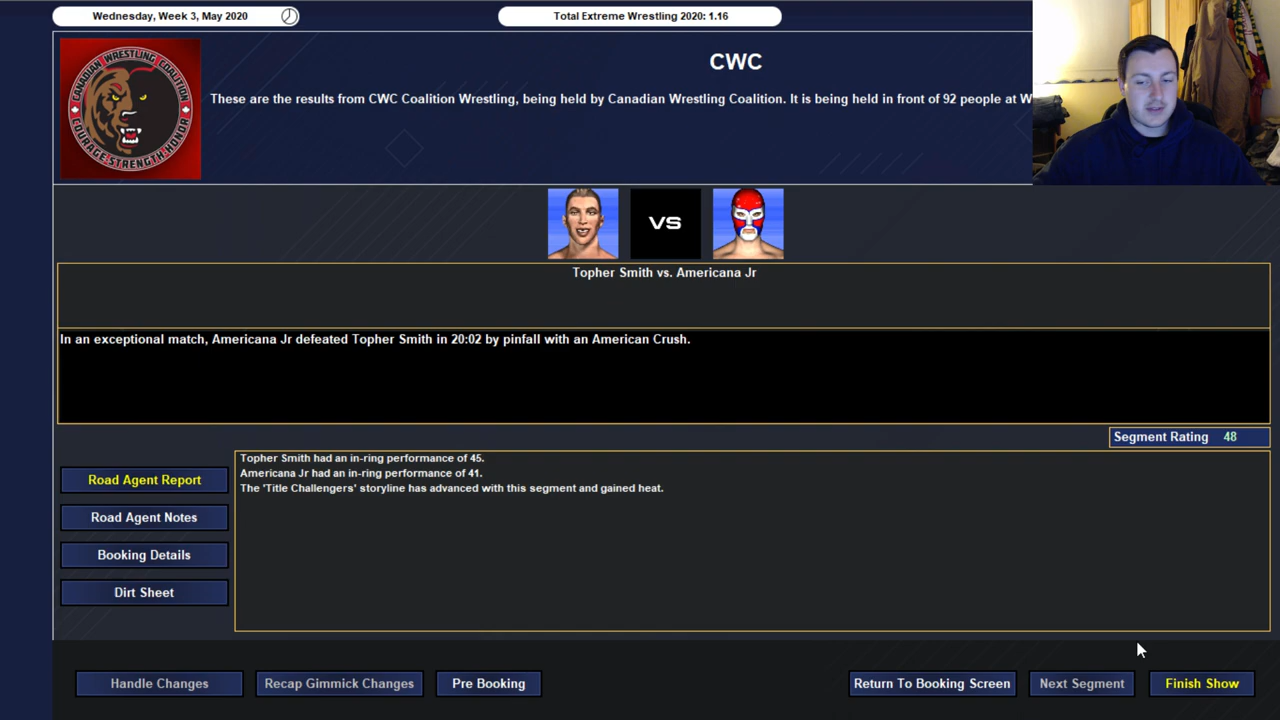 Wednesday, Week 3, May 2020
Total Extreme Wrestling 2020: 1.16
CANADIAN WRESTLING COALITION
COURAGE STRENGTH HONOR
CWC
These are the results from CWC Coalition Wrestling, being held by Canadian Wrestling Coalition. It is being held in front of 92 people at W
VS
Topher Smith vs. Americana Jr
In an exceptional match, Americana Jr defeated Topher Smith in 20:02 by pinfall with an American Crush.
Segment Rating 48
Road Agent Report
Road Agent Notes
Booking Details
Dirt Sheet
Topher Smith had an in-ring performance of 45.
Americana Jr had an in-ring performance of 41.
The 'Title Challengers' storyline has advanced with this segment and gained heat.
Handle Changes
Recap Gimmick Changes
Pre Booking
Return To Booking Screen
Next Segment
Finish Show